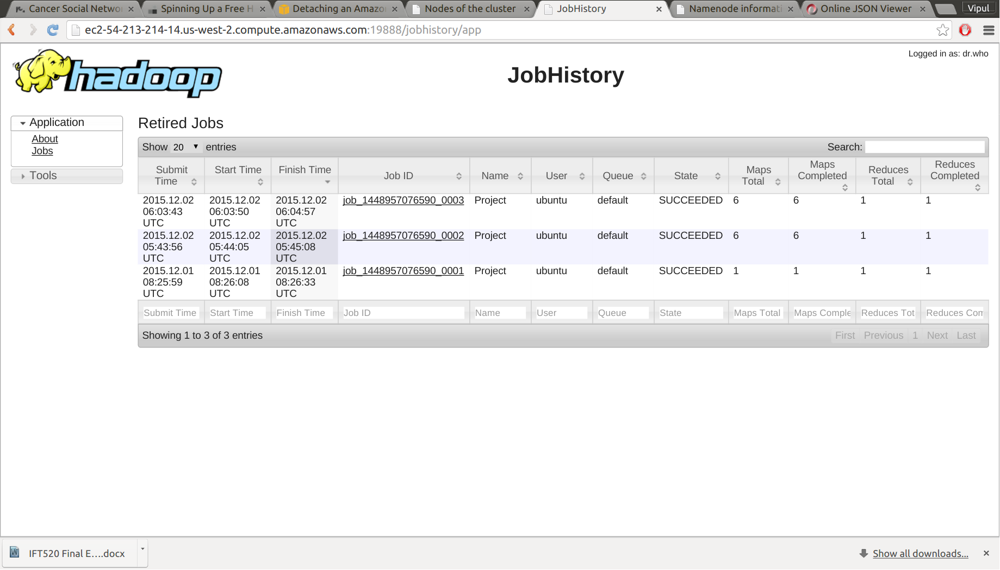 Cancer Social Netwo
Spinning Up a Free H
Detaching an Amazo
Nodes of the cluster
JobHistory
Namenode informati
Online JSON Viewer
Vipul
ec2-54-213-214-14.us-west-2.compute.amazonaws.com:19888/jobhistory/app
Logged in as: dr.who
hadoop
JobHistory
Application
About
Jobs
Tools
Retired Jobs
Show 20 entries
Search:
Submit Time Start Time Finish Time Job ID Name User Queue State Maps Total Maps Completed Reduces Total Reduces Completed
2015.12.02 06:03:43 UTC 2015.12.02 06:03:50 UTC 2015.12.02 06:04:57 UTC job_1448957076590_0003 Project ubuntu default SUCCEEDED 6 6 1 1
2015.12.02 05:43:56 UTC 2015.12.02 05:44:05 UTC 2015.12.02 05:45:08 UTC job_1448957076590_0002 Project ubuntu default SUCCEEDED 6 6 1 1
2015.12.01 08:25:59 UTC 2015.12.01 08:26:08 UTC 2015.12.01 08:26:33 UTC job_1448957076590_0001 Project ubuntu default SUCCEEDED 1 1 1 1
Submit Time Start Time Finish Time Job ID Name User Queue State Maps Total Maps Comple Reduces Tot Reduces Com
Showing 1 to 3 of 3 entries
First Previous 1 Next Last
IFT520 Final E....docx
Show all downloads...